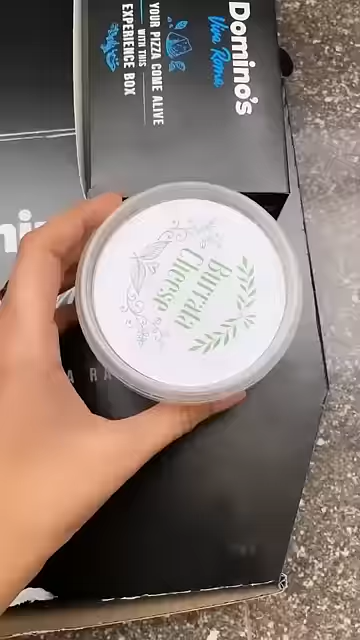 Domino's
Viva Roma
YOUR PIZZA COME ALIVE
WITH THIS
EXPERIENCE BOX
Burrata
Cheese